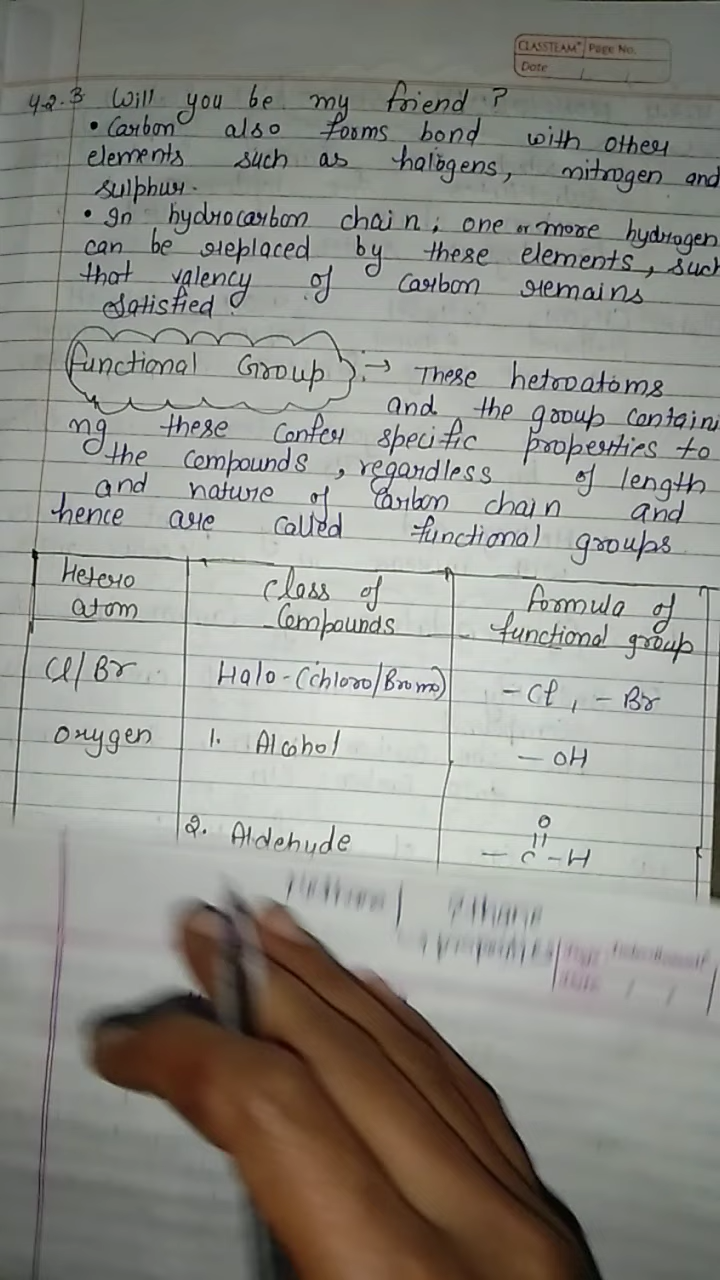 CLASSTEAM Page No.
Date / /
4.2.3 Will you be my friend ?
• Carbon also forms bond with other
elements such as halogens, nitrogen and
sulphur.
• In hydrocarbon chain, one or more hydrogen
can be replaced by these elements, such
that valency of carbon remains
satisfied.
functional Group :→ These hetroatoms
and the group contain
ng these confer specific properties to
the compounds, regardless of length
and nature of Carbon chain and
hence are called functional groups
Hetero Class of Formula of
atom Compounds functional group
Cl/Br Halo-(Chloro/Bromo) -Cl, -Br
Oxygen 1. Alcohol -OH
O
||
2. Aldehyde -C-H